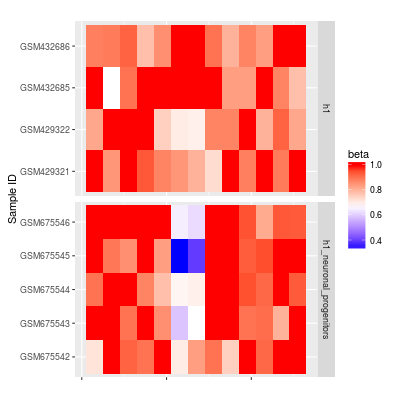 GSM432686
GSM432685
GSM429322
GSM429321
h1
GSM675546
GSM675545
GSM675544
GSM675543
GSM675542
h1_neuronal_progenitors
Sample ID
beta
1.0
0.8
0.6
0.4